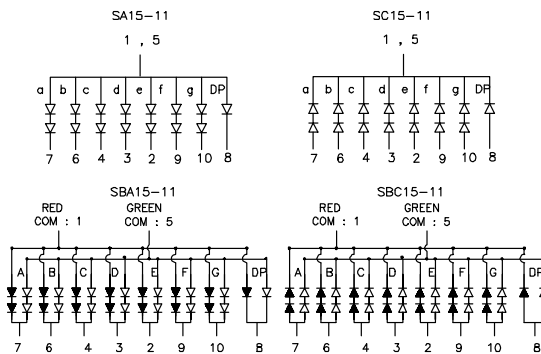 SA15-11
1 , 5
a b c d e f g DP
7 6 4 3 2 9 10 8
SC15-11
1 , 5
a b c d e f g DP
7 6 4 3 2 9 10 8
SBA15-11
RED GREEN
COM : 1 COM : 5
A B C D E F G DP
7 6 4 3 2 9 10 8
SBC15-11
RED GREEN
COM : 1 COM : 5
A B C D E F G DP
7 6 4 3 2 9 10 8